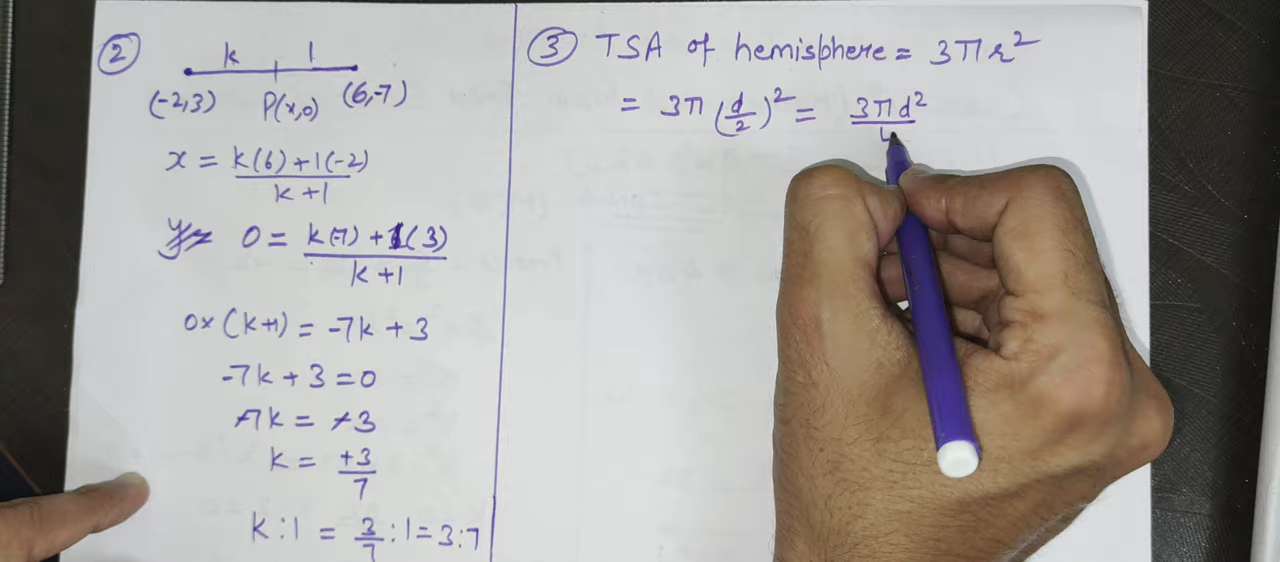 ②
k 1
(-2,3) P(x,0) (6,-7)
x = k(6)+1(-2) / k+1
0 = k(-7)+1(3) / k+1
0×(k+1) = -7k+3
-7k+3=0
-7k = -3
k = +3/7
k:1 = 3/7 :1=3:7
③ TSA of hemisphere = 3πr²
= 3π (d/2)² = 3πd² / 4